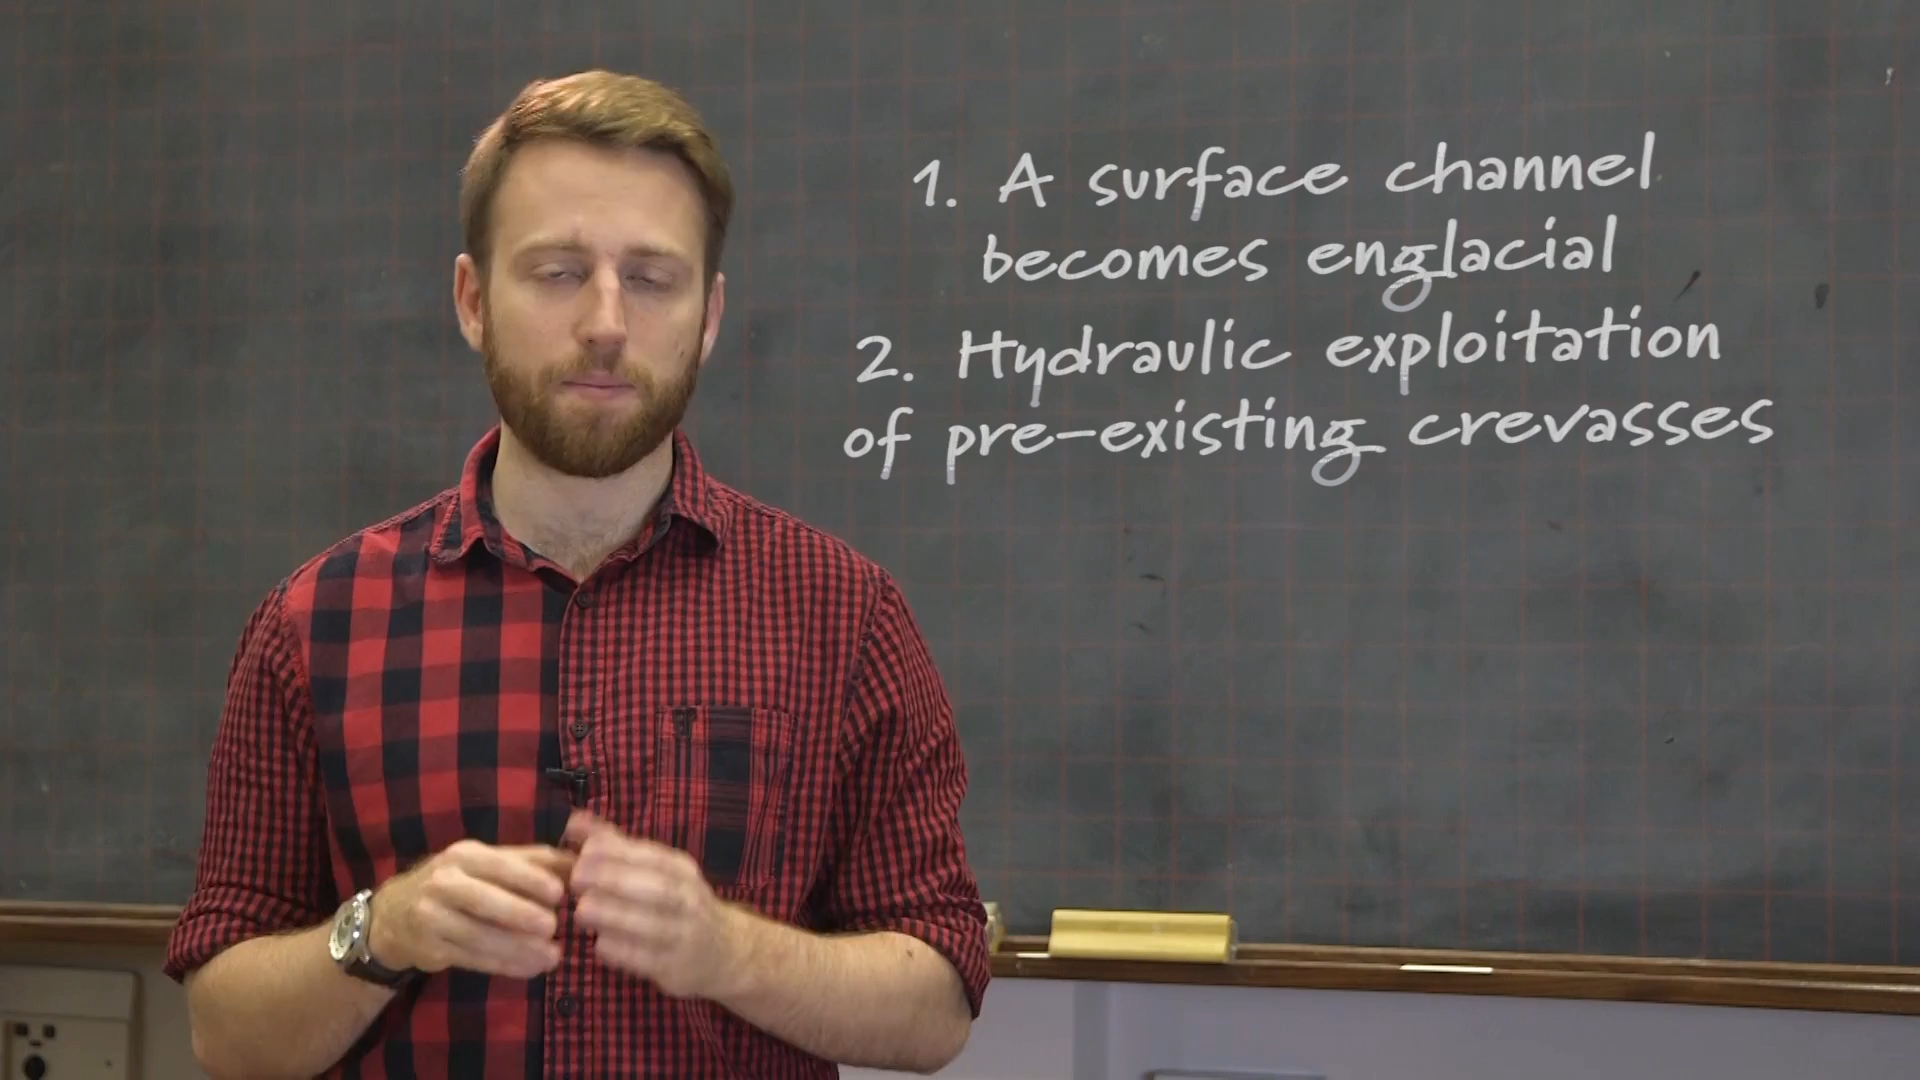 1. A surface channel
becomes englacial
2. Hydraulic exploitation
of pre-existing crevasses